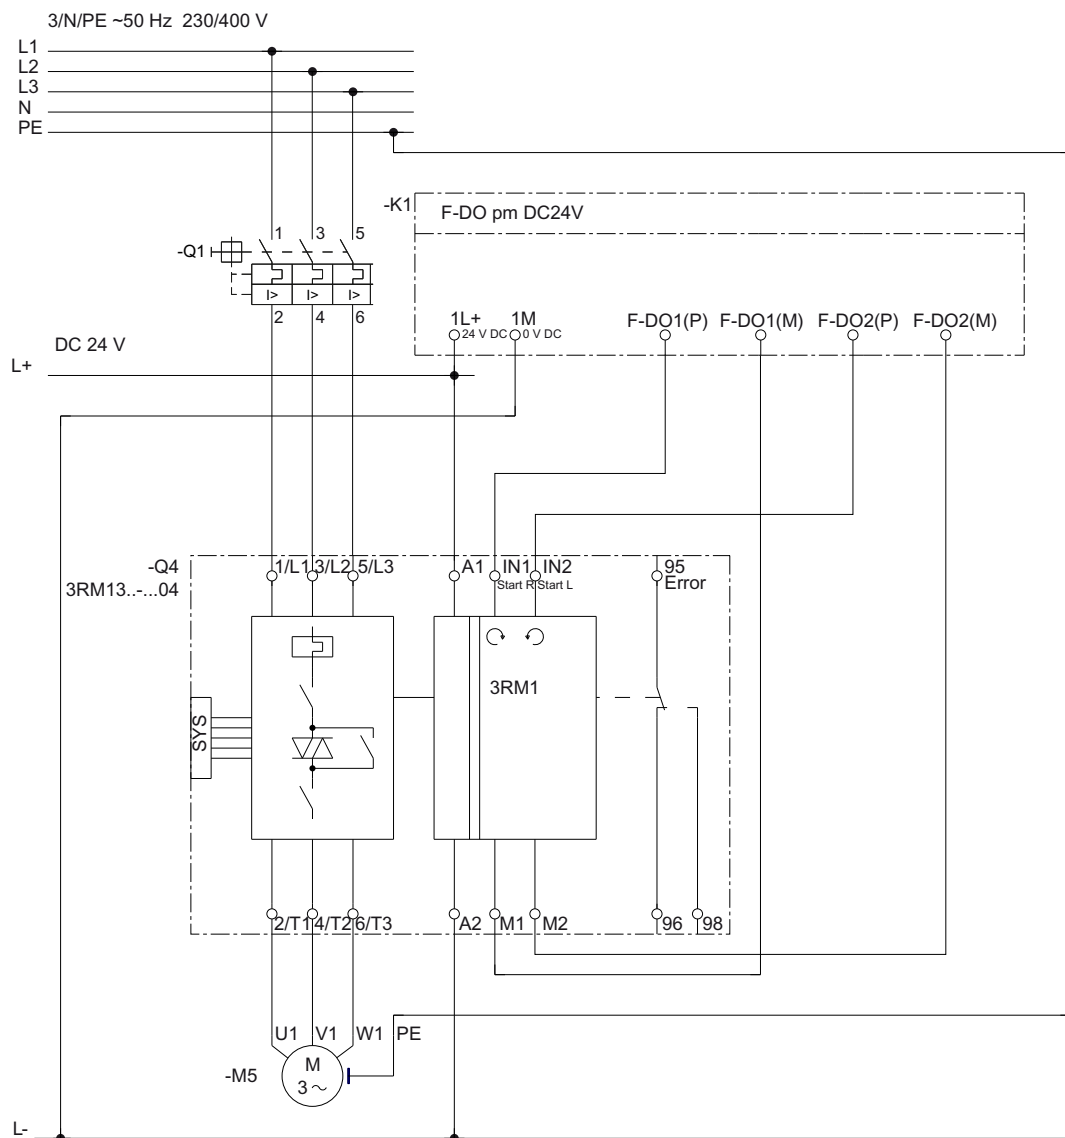 3/N/PE ~50 Hz 230/400 V
L1
L2
L3
N
PE
-K1
F-DO pm DC24V
1 3 5
-Q1
I> I> I>
2 4 6
1L+ 1M F-DO1(P) F-DO1(M) F-DO2(P) F-DO2(M)
24 V DC 0 V DC
DC 24 V
L+
-Q4 1/L1 3/L2 5/L3 A1 IN1 IN2 95
3RM13..-...04 Start R Start L Error
3RM1
SYS
2/T1 4/T2 6/T3 A2 M1 M2 96 98
U1 V1 W1 PE
-M5 M
3 ~
L-